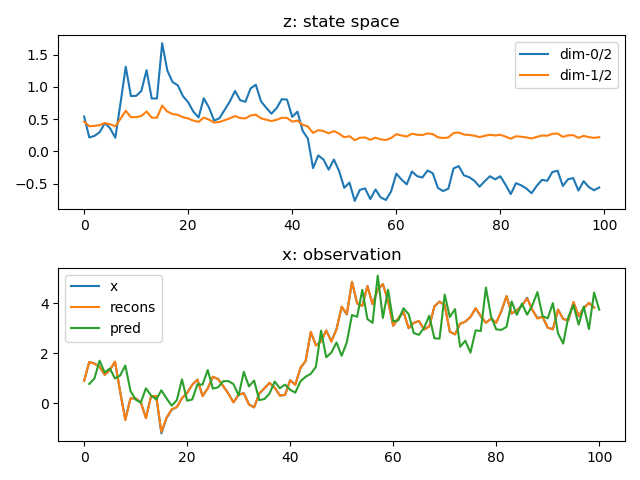 z: state space
1.5
1.0
0.5
0.0
−0.5
dim-0/2
dim-1/2
0 20 40 60 80 100
x: observation
4
2
0
x
recons
pred
0 20 40 60 80 100